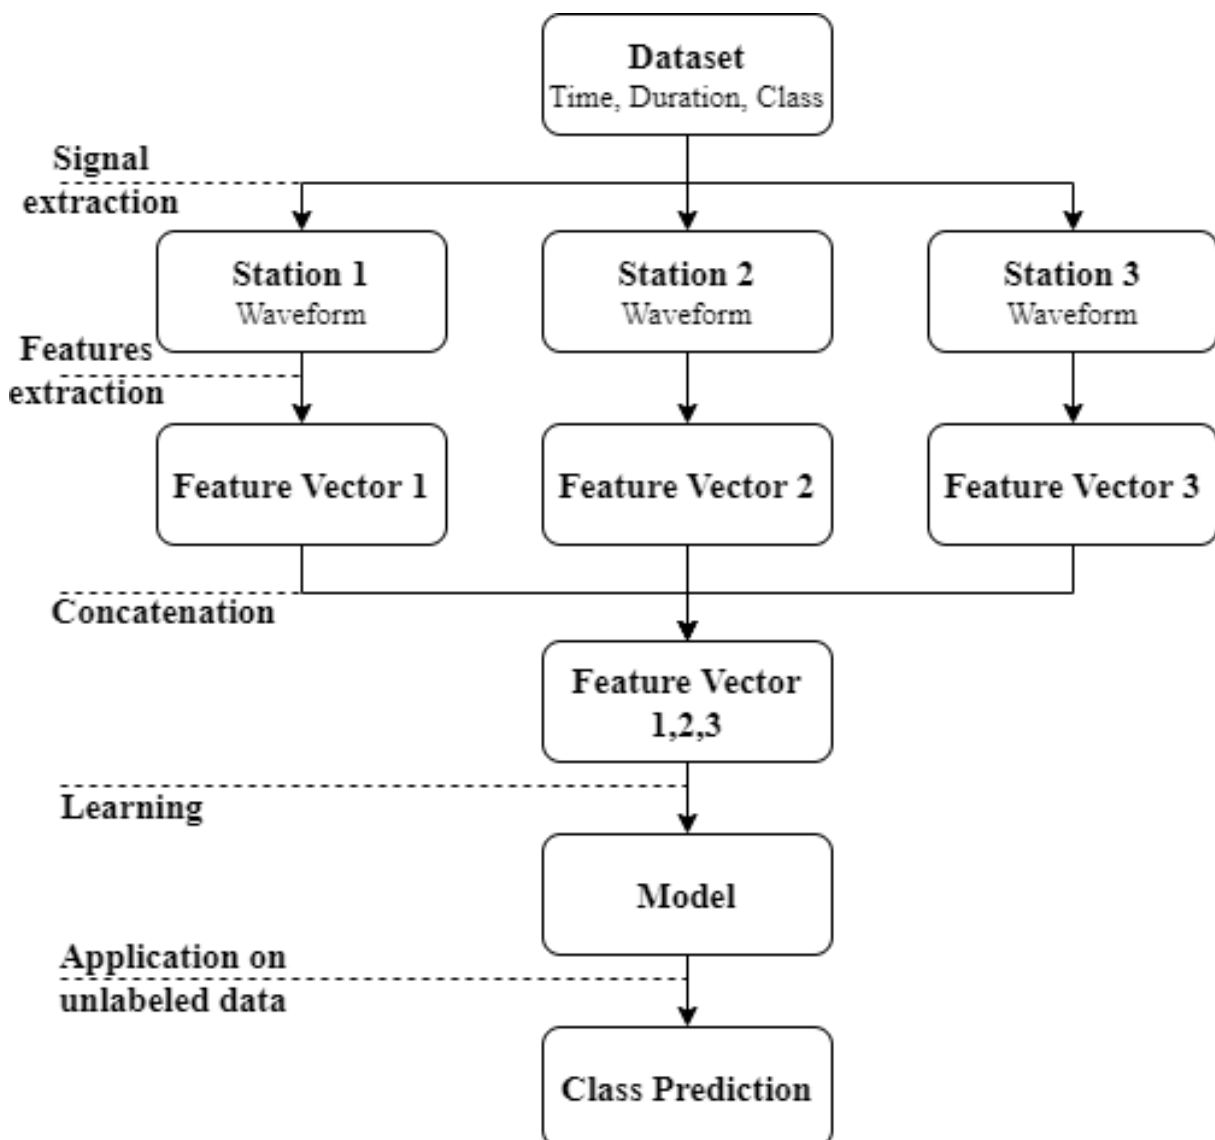 Dataset
Time, Duration, Class
Signal
extraction
Station 1
Waveform
Station 2
Waveform
Station 3
Waveform
Features
extraction
Feature Vector 1
Feature Vector 2
Feature Vector 3
Concatenation
Feature Vector
1,2,3
Learning
Model
Application on
unlabeled data
Class Prediction